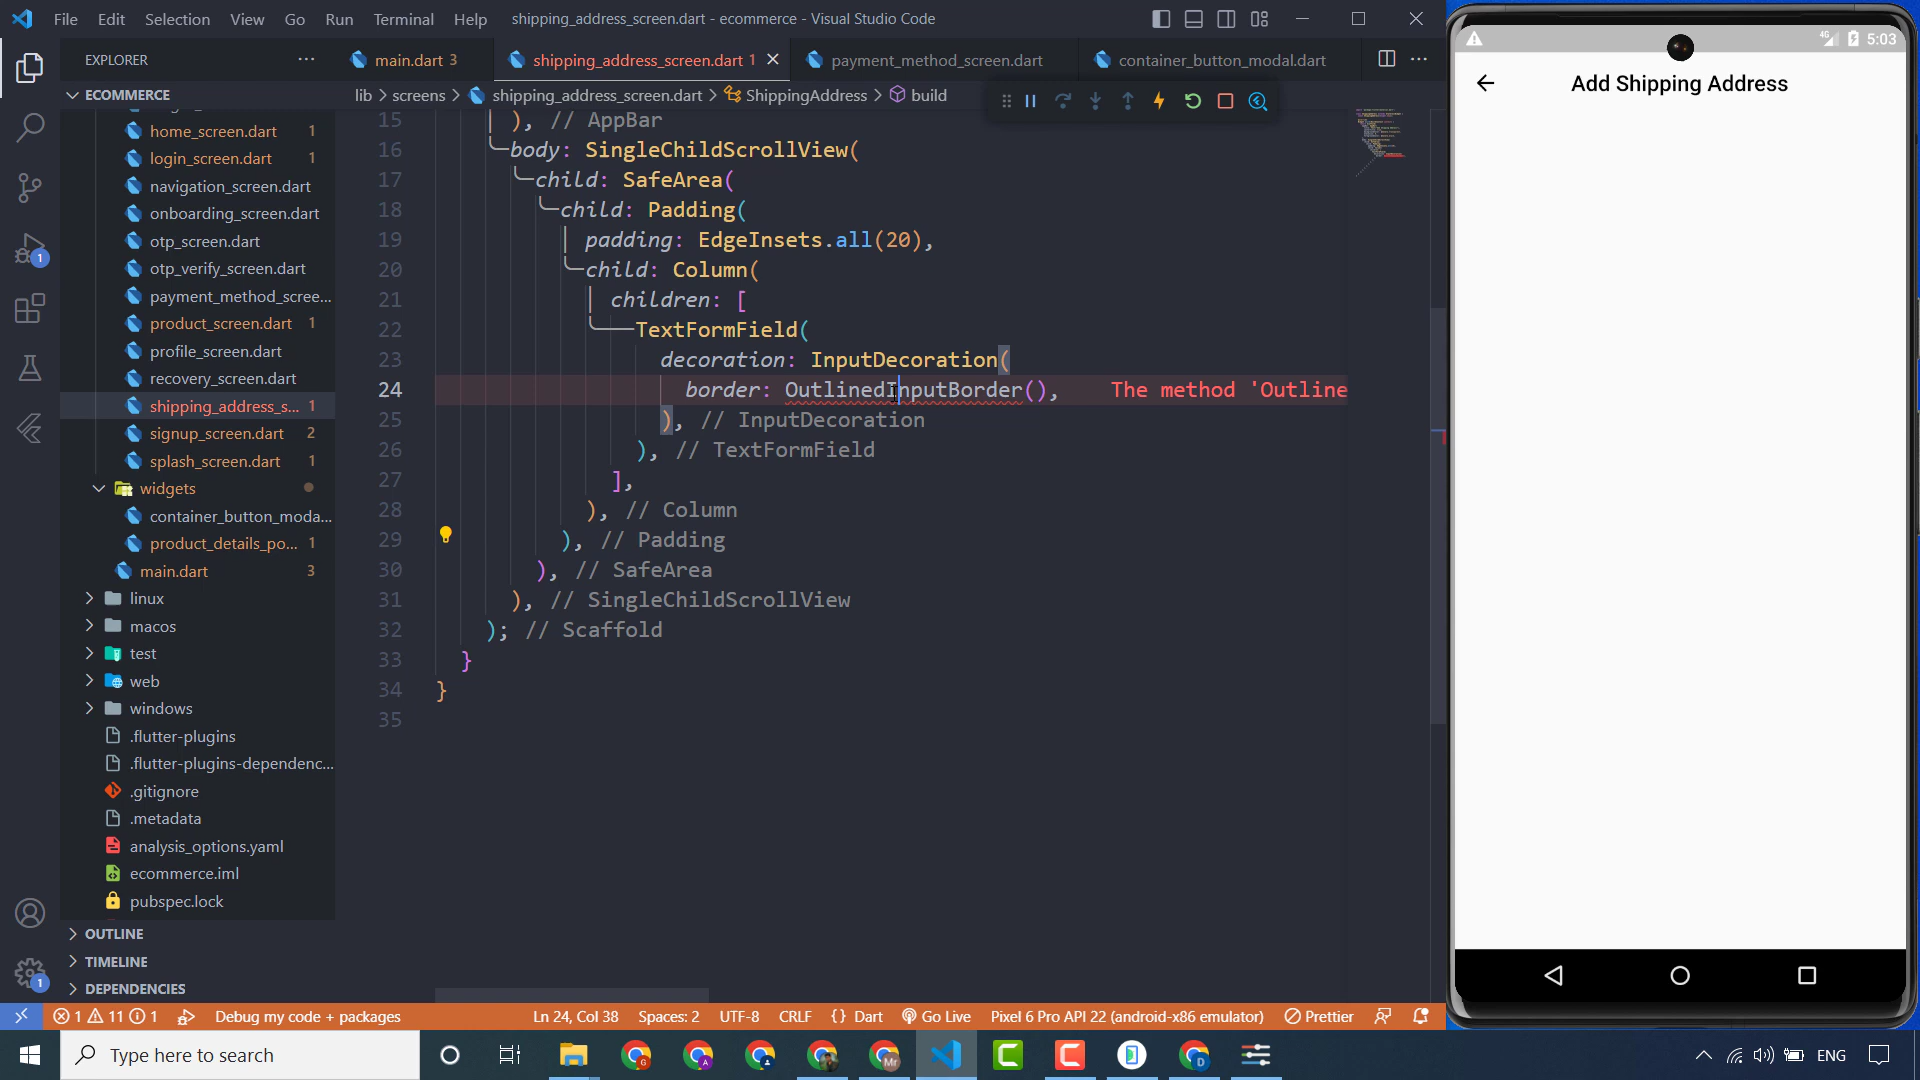 File Edit Selection View Go Run Terminal Help shipping_address_screen.dart - ecommerce - Visual Studio Code
EXPLORER
main.dart 3 shipping_address_screen.dart 1 payment_method_screen.dart container_button_modal.dart
ECOMMERCE
lib > screens > shipping_address_screen.dart > ShippingAddress > build
home_screen.dart 1
login_screen.dart 1
navigation_screen.dart
onboarding_screen.dart
otp_screen.dart
otp_verify_screen.dart
payment_method_scree...
product_screen.dart 1
profile_screen.dart
recovery_screen.dart
shipping_address_s... 1
signup_screen.dart 2
splash_screen.dart 1
widgets
container_button_moda...
product_details_po... 1
main.dart 3
linux
macos
test
web
windows
.flutter-plugins
.flutter-plugins-dependenc...
.gitignore
.metadata
analysis_options.yaml
ecommerce.iml
pubspec.lock
OUTLINE
TIMELINE
DEPENDENCIES
15 ), // AppBar
16 body: SingleChildScrollView(
17 child: SafeArea(
18 child: Padding(
19 padding: EdgeInsets.all(20),
20 child: Column(
21 children: [
22 TextFormField(
23 decoration: InputDecoration(
24 border: OutlinedInputBorder(), The method 'Outline
25 ), // InputDecoration
26 ), // TextFormField
27 ],
28 ), // Column
29 ), // Padding
30 ), // SafeArea
31 ), // SingleChildScrollView
32 ); // Scaffold
33 }
34 }
35
1
1
1 11 1 Debug my code + packages Ln 24, Col 38 Spaces: 2 UTF-8 CRLF {} Dart Go Live Pixel 6 Pro API 22 (android-x86 emulator) Prettier
4G 5:03
Add Shipping Address
Type here to search
ENG